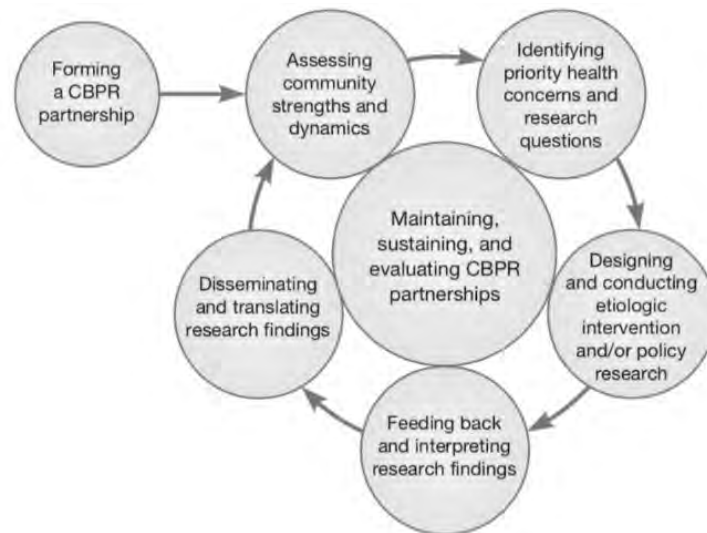 Forming
a CBPR
partnership
Assessing
community
strengths and
dynamics
Identifying
priority health
concerns and
research
questions
Designing
and conducting
etiologic
intervention
and/or policy
research
Feeding back
and interpreting
research findings
Disseminating
and translating
research findings
Maintaining,
sustaining, and
evaluating CBPR
partnerships